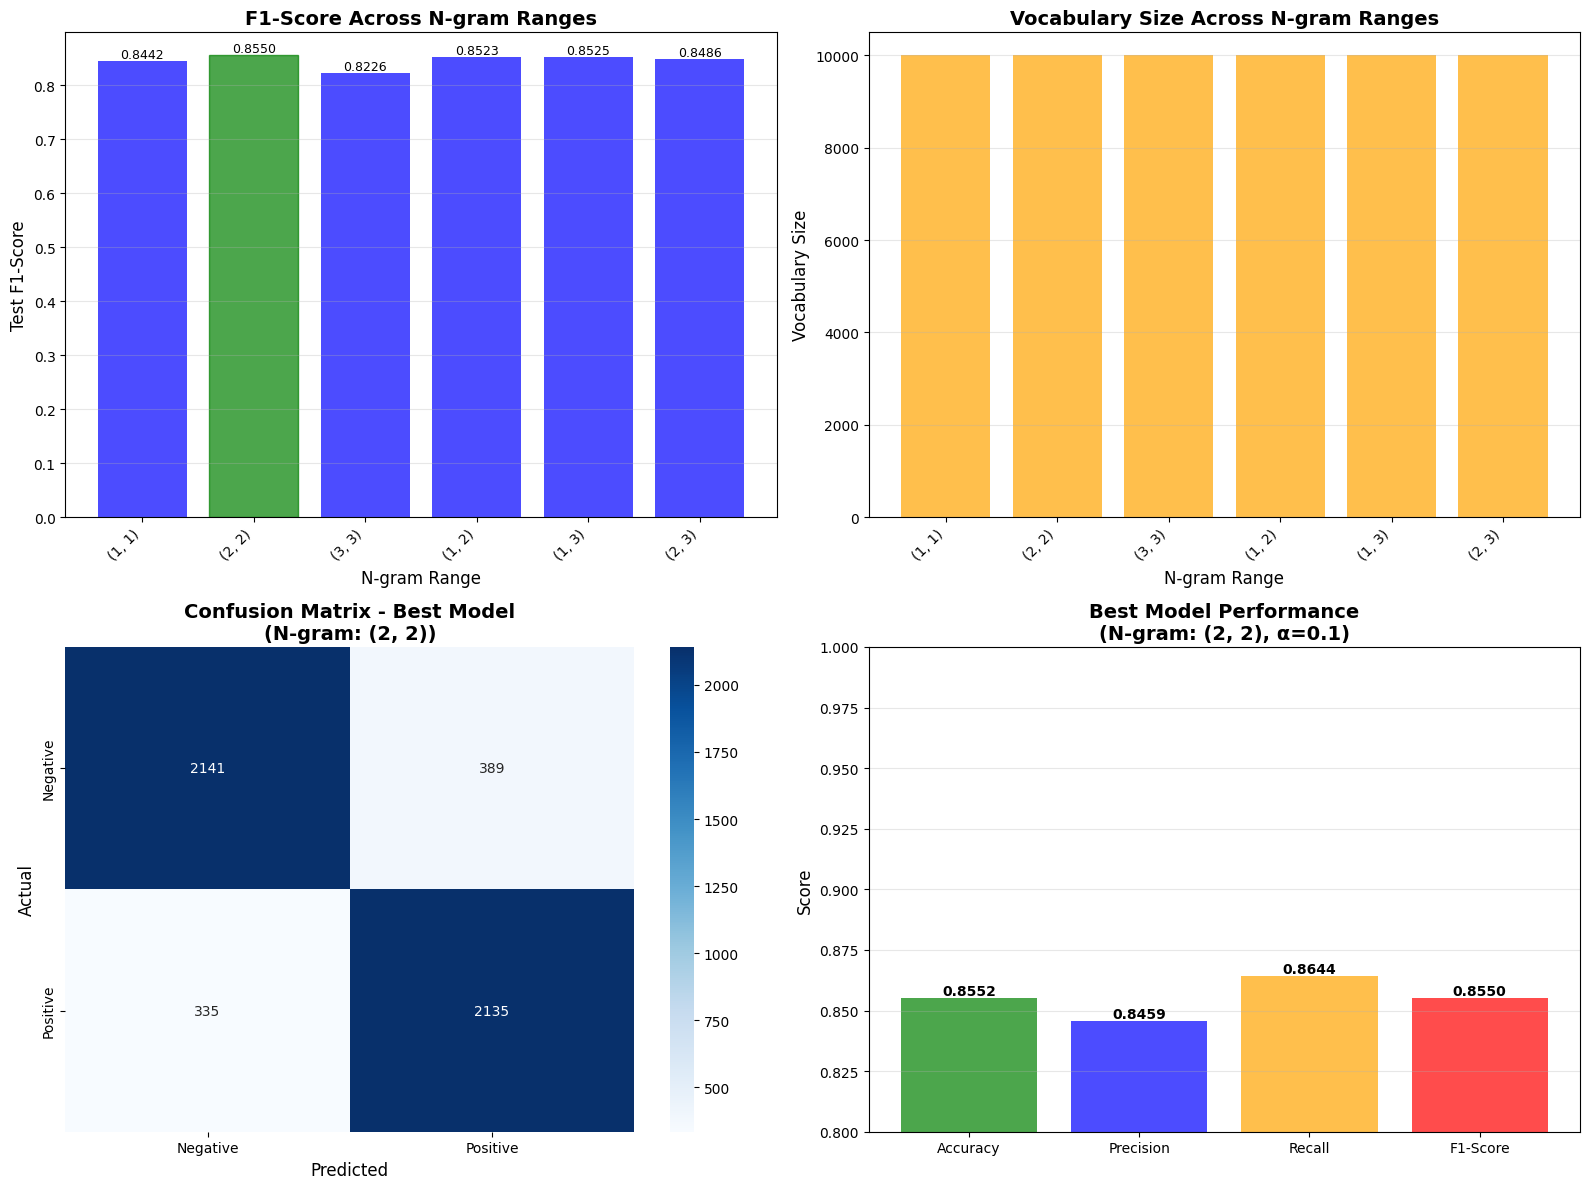 F1-Score Across N-gram Ranges
0.8442
0.8550
0.8226
0.8523
0.8525
0.8486
0.8
0.7
0.6
0.5
0.4
0.3
0.2
0.1
0.0
Test F1-Score
(1, 1)
(2, 2)
(3, 3)
(1, 2)
(1, 3)
(2, 3)
N-gram Range
Vocabulary Size Across N-gram Ranges
10000
8000
6000
4000
2000
0
Vocabulary Size
(1, 1)
(2, 2)
(3, 3)
(1, 2)
(1, 3)
(2, 3)
N-gram Range
Confusion Matrix - Best Model
(N-gram: (2, 2))
Actual
Negative
Positive
2141
389
335
2135
Negative
Positive
Predicted
2000
1750
1500
1250
1000
750
500
Best Model Performance
(N-gram: (2, 2), α=0.1)
1.000
0.975
0.950
0.925
0.900
0.875
0.850
0.825
0.800
Score
0.8552
0.8459
0.8644
0.8550
Accuracy
Precision
Recall
F1-Score